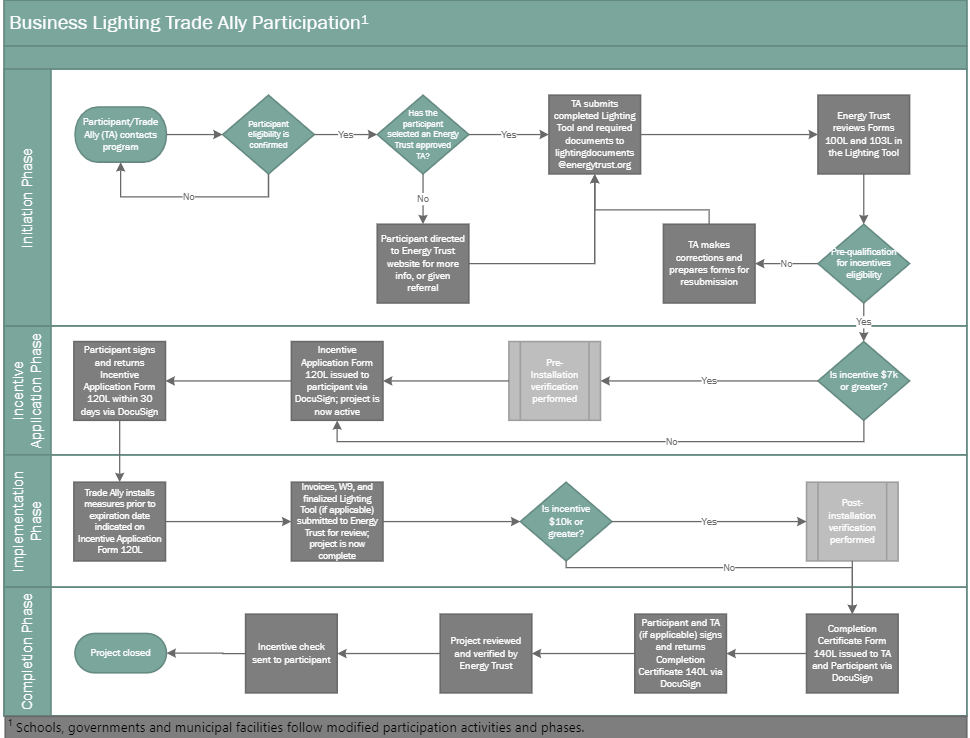 Business Lighting Trade Ally Participation¹
Initiation Phase
Participant/Trade
Ally (TA) contacts
program
Participant
eligibility is
confirmed
Yes
No
Has the
participant
selected an Energy
Trust approved
TA?
Yes
No
TA submits
completed Lighting
Tool and required
documents to
lightingdocuments
@energytrust.org
Energy Trust
reviews Forms
100L and 103L in
the Lighting Tool
Participant directed
to Energy Trust
website for more
info, or given
referral
TA makes
corrections and
prepares forms for
resubmission
No
Pre-qualification
for incentives
eligibility
Yes
Incentive
Application Phase
Participant signs
and returns
Incentive
Application Form
120L within 30
days via DocuSign
Incentive
Application Form
120L issued to
participant via
DocuSign; project is
now active
Pre-
Installation
verification
performed
Yes
Is incentive $7k
or greater?
No
Implementation
Phase
Trade Ally installs
measures prior to
expiration date
indicated on
Incentive Application
Form 120L
Invoices, W9, and
finalized Lighting
Tool (if applicable)
submitted to Energy
Trust for review;
project is now
complete
Is incentive
$10k or
greater?
Yes
No
Post-
installation
verification
performed
Completion Phase
Project closed
Incentive check
sent to participant
Project reviewed
and verified by
Energy Trust
Participant and TA
(if applicable) signs
and returns
Completion
Certificate 140L via
DocuSign
Completion
Certificate Form
140L issued to TA
and Participant via
DocuSign
¹ Schools, governments and municipal facilities follow modified participation activities and phases.